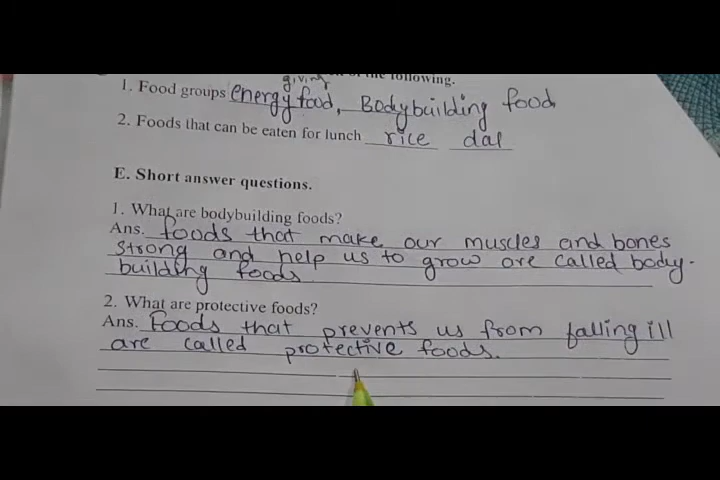 giving of the following.
1. Food groups energy food, Bodybuilding food
2. Foods that can be eaten for lunch rice dal
E. Short answer questions.
1. What are bodybuilding foods?
Ans. foods that make our muscles and bones
strong and help us to grow are called body-
building foods.
2. What are protective foods?
Ans. Foods that prevents us from falling ill
are called protective foods.